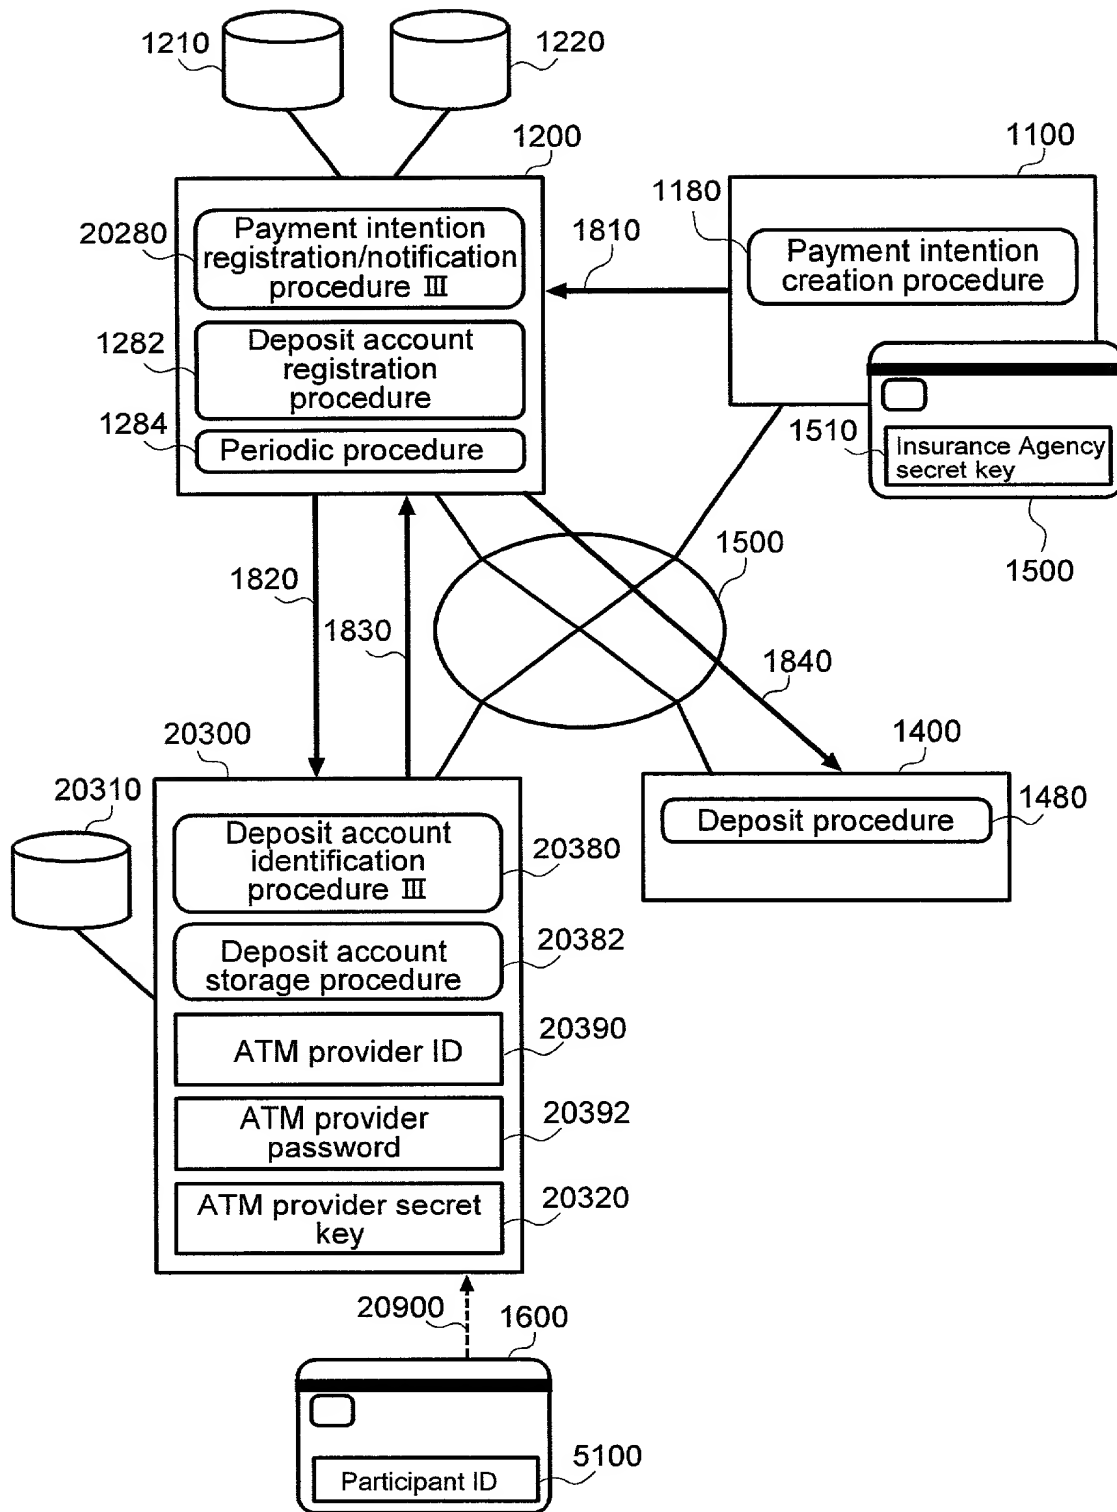 1210
1220
1200
1100
20280
Payment intention
registration/notification
procedure III
1810
1180
Payment intention
creation procedure
1282
Deposit account
registration
procedure
1284
Periodic procedure
1510
Insurance Agency
secret key
1500
1820
1830
1500
1840
20300
20310
1400
Deposit procedure
1480
Deposit account
identification
procedure III
20380
Deposit account
storage procedure
20382
ATM provider ID
20390
ATM provider
password
20392
ATM provider secret
key
20320
20900
1600
Participant ID
5100